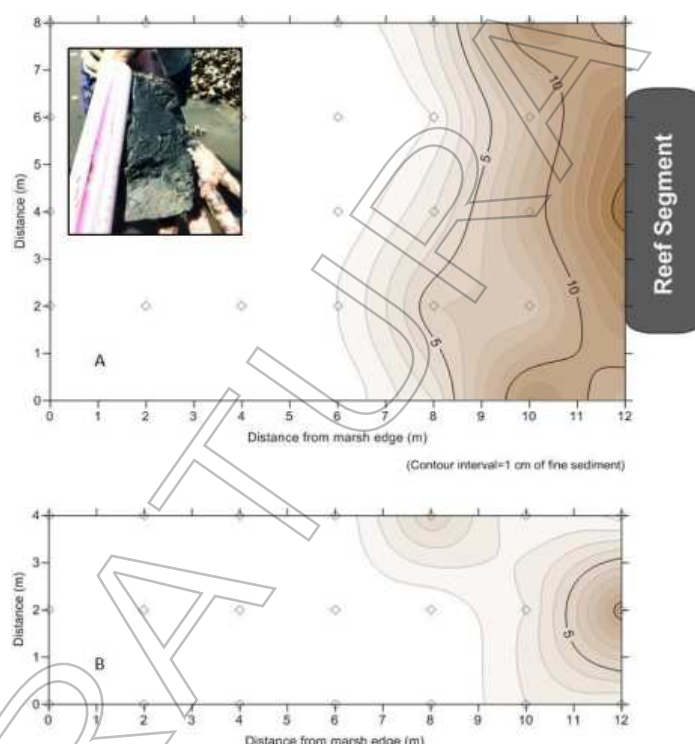 8
7
6
5
4
3
2
1
0
Distance (m)
5
10
10
5
A
Reef Segment
0 1 2 3 4 5 6 7 8 9 10 11 12
Distance from marsh edge (m)
(Contour interval=1 cm of fine sediment)
4
3
2
1
0
Distance (m)
5
B
0 1 2 3 4 5 6 7 8 9 10 11 12
Distance from marsh edge (m)